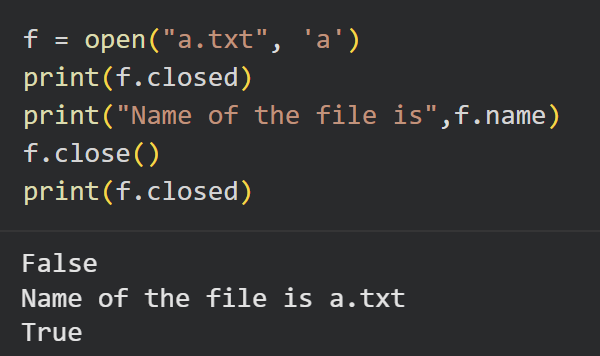 f = open("a.txt", 'a')
print(f.closed)
print("Name of the file is",f.name)
f.close()
print(f.closed)
False
Name of the file is a.txt
True